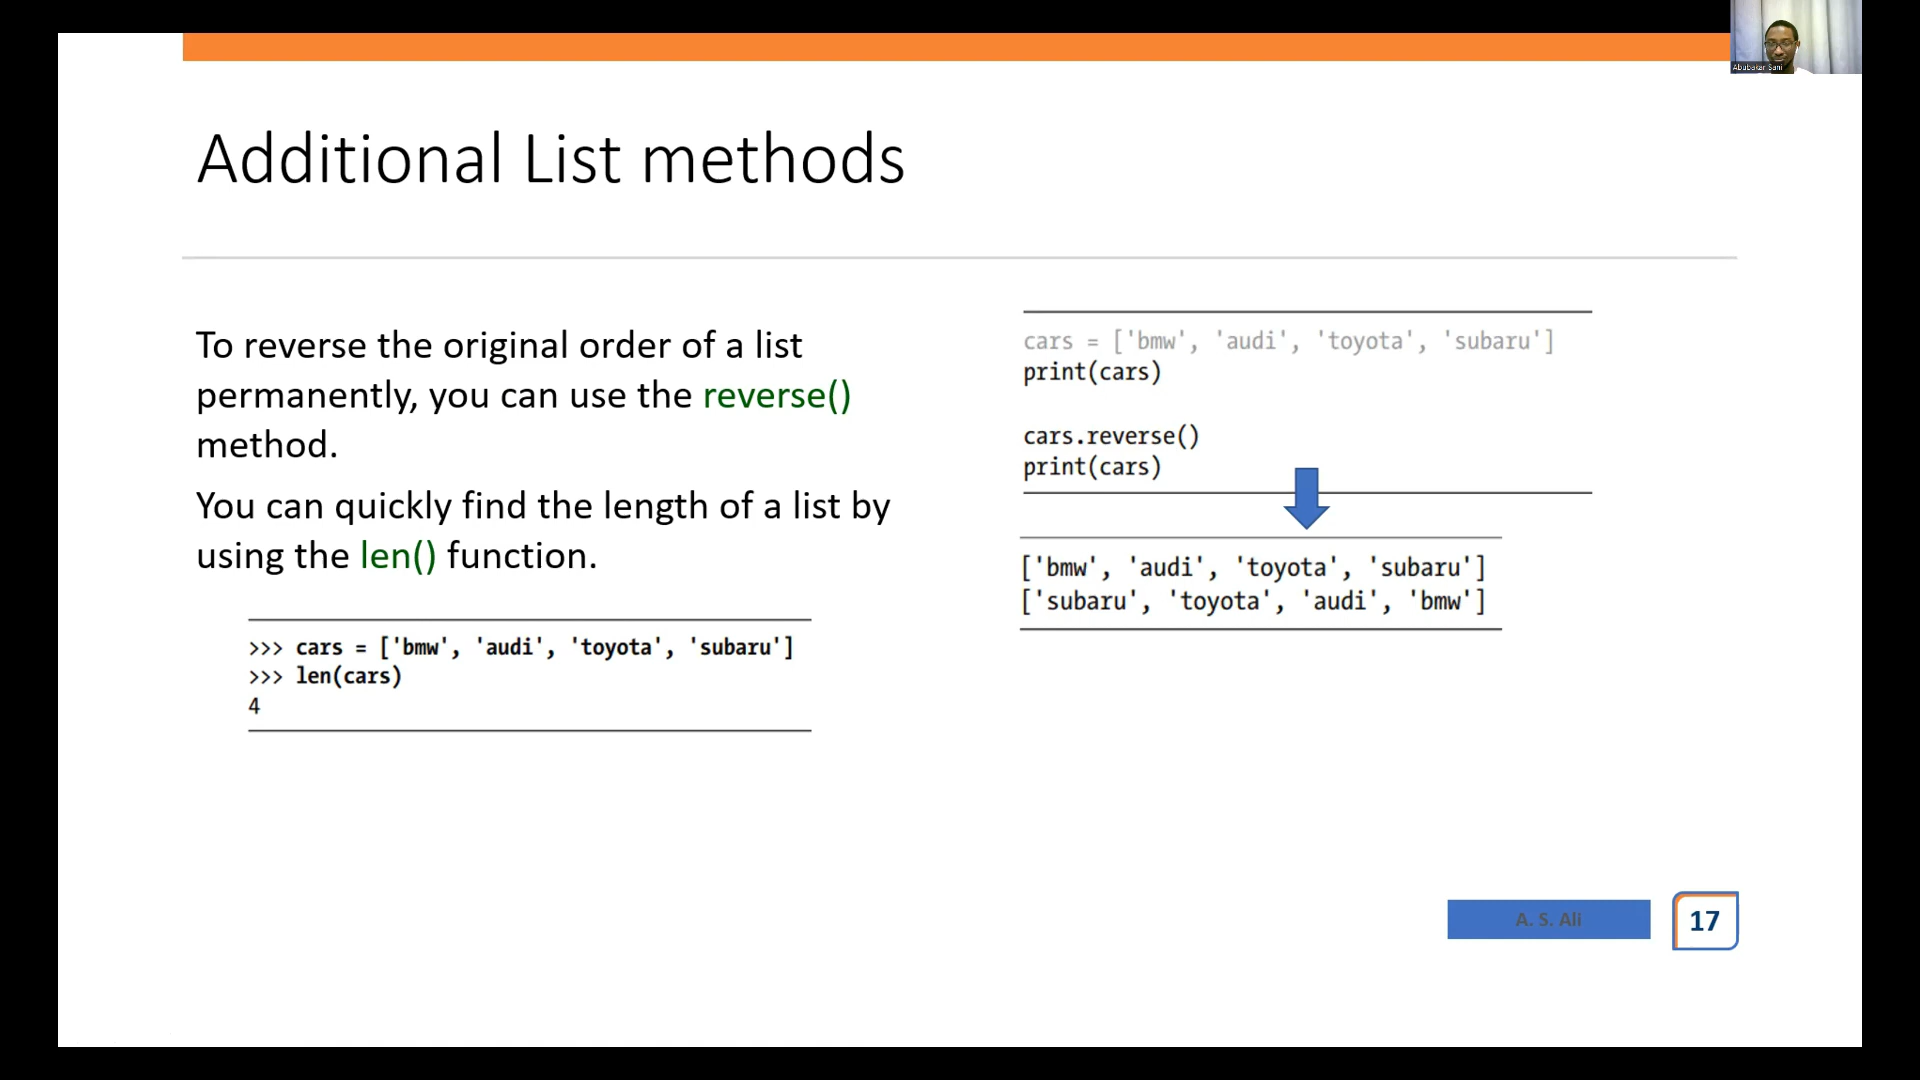 Abubakar Sani
Additional List methods
To reverse the original order of a list
permanently, you can use the reverse()
method.
You can quickly find the length of a list by
using the len() function.
>>> cars = ['bmw', 'audi', 'toyota', 'subaru']
>>> len(cars)
4
cars = ['bmw', 'audi', 'toyota', 'subaru']
print(cars)
cars.reverse()
print(cars)
['bmw', 'audi', 'toyota', 'subaru']
['subaru', 'toyota', 'audi', 'bmw']
A. S. Ali
17